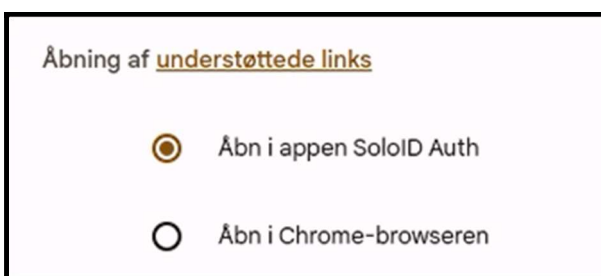 Åbning af understøttede links
Åbn i appen SoloID Auth
Åbn i Chrome-browseren